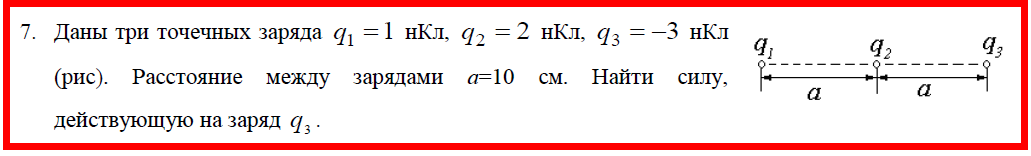 7. Даны три точечных заряда q₁ = 1 нКл, q₂ = 2 нКл, q₃ = −3 нКл
(рис). Расстояние между зарядами a=10 см. Найти силу,
действующую на заряд q₃.
q₁ q₂ q₃
a a